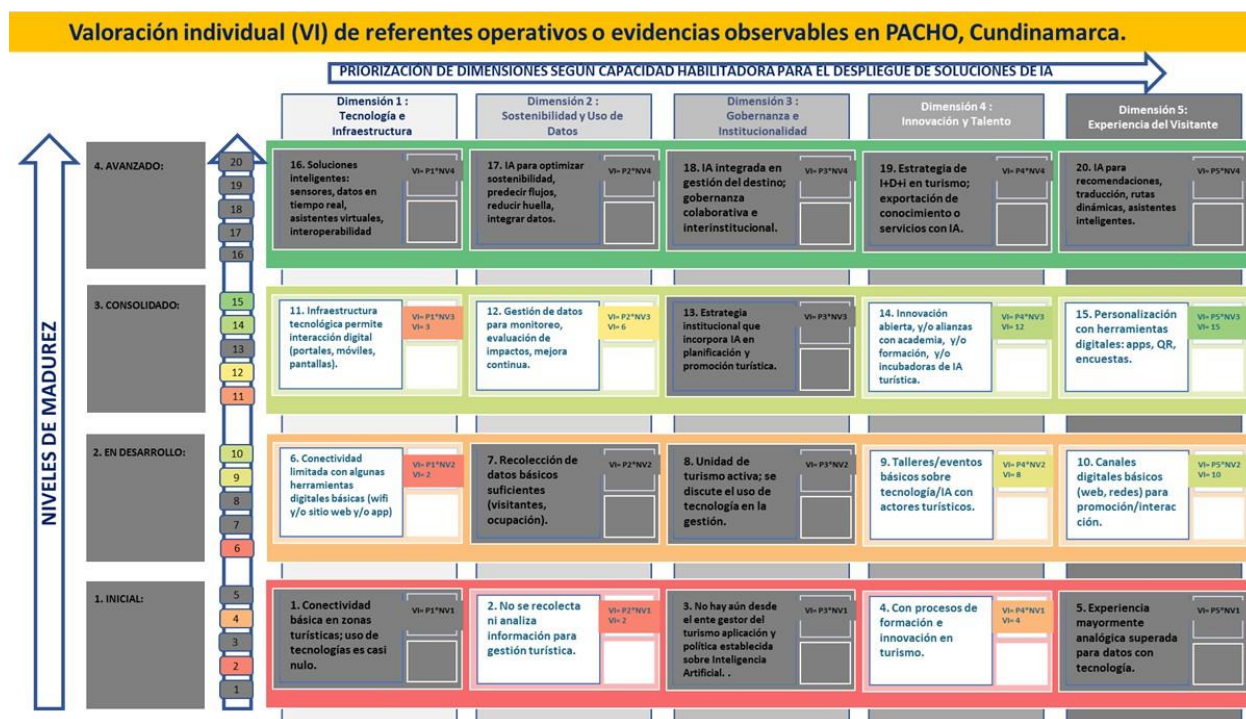 Valoración individual (VI) de referentes operativos o evidencias observables en PACHO, Cundinamarca.
PRIORIZACIÓN DE DIMENSIONES SEGÚN CAPACIDAD HABILITADORA PARA EL DESPLIEGUE DE SOLUCIONES DE IA
Dimensión 1 :
Tecnología e
Infraestructura
Dimensión 2 :
Sostenibilidad y Uso de
Datos
Dimensión 3 :
Gobernanza e
Institucionalidad
Dimensión 4 :
Innovación y Talento
Dimensión 5:
Experiencia del Visitante
NIVELES DE MADUREZ
4. AVANZADO:
20
19
18
17
16
16. Soluciones
inteligentes:
sensores, datos en
tiempo real,
asistentes virtuales,
interoperabilidad
VI= P1*NV4
17. IA para optimizar
sostenibilidad,
predecir flujos,
reducir huella,
integrar datos.
VI= P2*NV4
18. IA integrada en
gestión del destino;
gobernanza
colaborativa e
interinstitucional.
VI= P3*NV4
19. Estrategia de
I+D+i en turismo;
exportación de
conocimiento o
servicios con IA.
VI= P4*NV4
20. IA para
recomendaciones,
traducción, rutas
dinámicas, asistentes
inteligentes.
VI= P5*NV4
3. CONSOLIDADO:
15
14
13
12
11
11. Infraestructura
tecnológica permite
interacción digital
(portales, móviles,
pantallas).
VI= P1*NV3
VI= 3
12. Gestión de datos
para monitoreo,
evaluación de
impactos, mejora
continua.
VI= P2*NV3
VI= 6
13. Estrategia
institucional que
incorpora IA en
planificación y
promoción turística.
VI= P3*NV3
14. Innovación
abierta, y/o alianzas
con academia, y/o
formación, y/o
incubadoras de IA
turística.
VI= P4*NV3
VI= 12
15. Personalización
con herramientas
digitales: apps, QR,
encuestas.
VI= P5*NV3
VI= 15
2. EN DESARROLLO:
10
9
8
7
6
6. Conectividad
limitada con algunas
herramientas
digitales básicas (wifi
y/o sitio web y/o app)
VI= P1*NV2
VI= 2
7. Recolección de
datos básicos
suficientes
(visitantes,
ocupación).
VI= P2*NV2
8. Unidad de
turismo activa; se
discute el uso de
tecnología en la
gestión.
VI= P3*NV2
9. Talleres/eventos
básicos sobre
tecnología/IA con
actores turísticos.
VI= P4*NV2
VI= 8
10. Canales
digitales básicos
(web, redes) para
promoción/interac
ción.
VI= P5*NV2
VI= 10
1. INICIAL:
5
4
3
2
1
1. Conectividad
básica en zonas
turísticas; uso de
tecnologías es casi
nulo.
VI= P1*NV1
2. No se recolecta
ni analiza
información para
gestión turística.
VI= P2*NV1
VI= 2
3. No hay aún desde
el ente gestor del
turismo aplicación y
política establecida
sobre Inteligencia
Artificial. .
VI= P3*NV1
4. Con procesos de
formación e
innovación en
turismo.
VI= P4*NV1
VI= 4
5. Experiencia
mayormente
analógica superada
para datos con
tecnología.
VI= P5*NV1